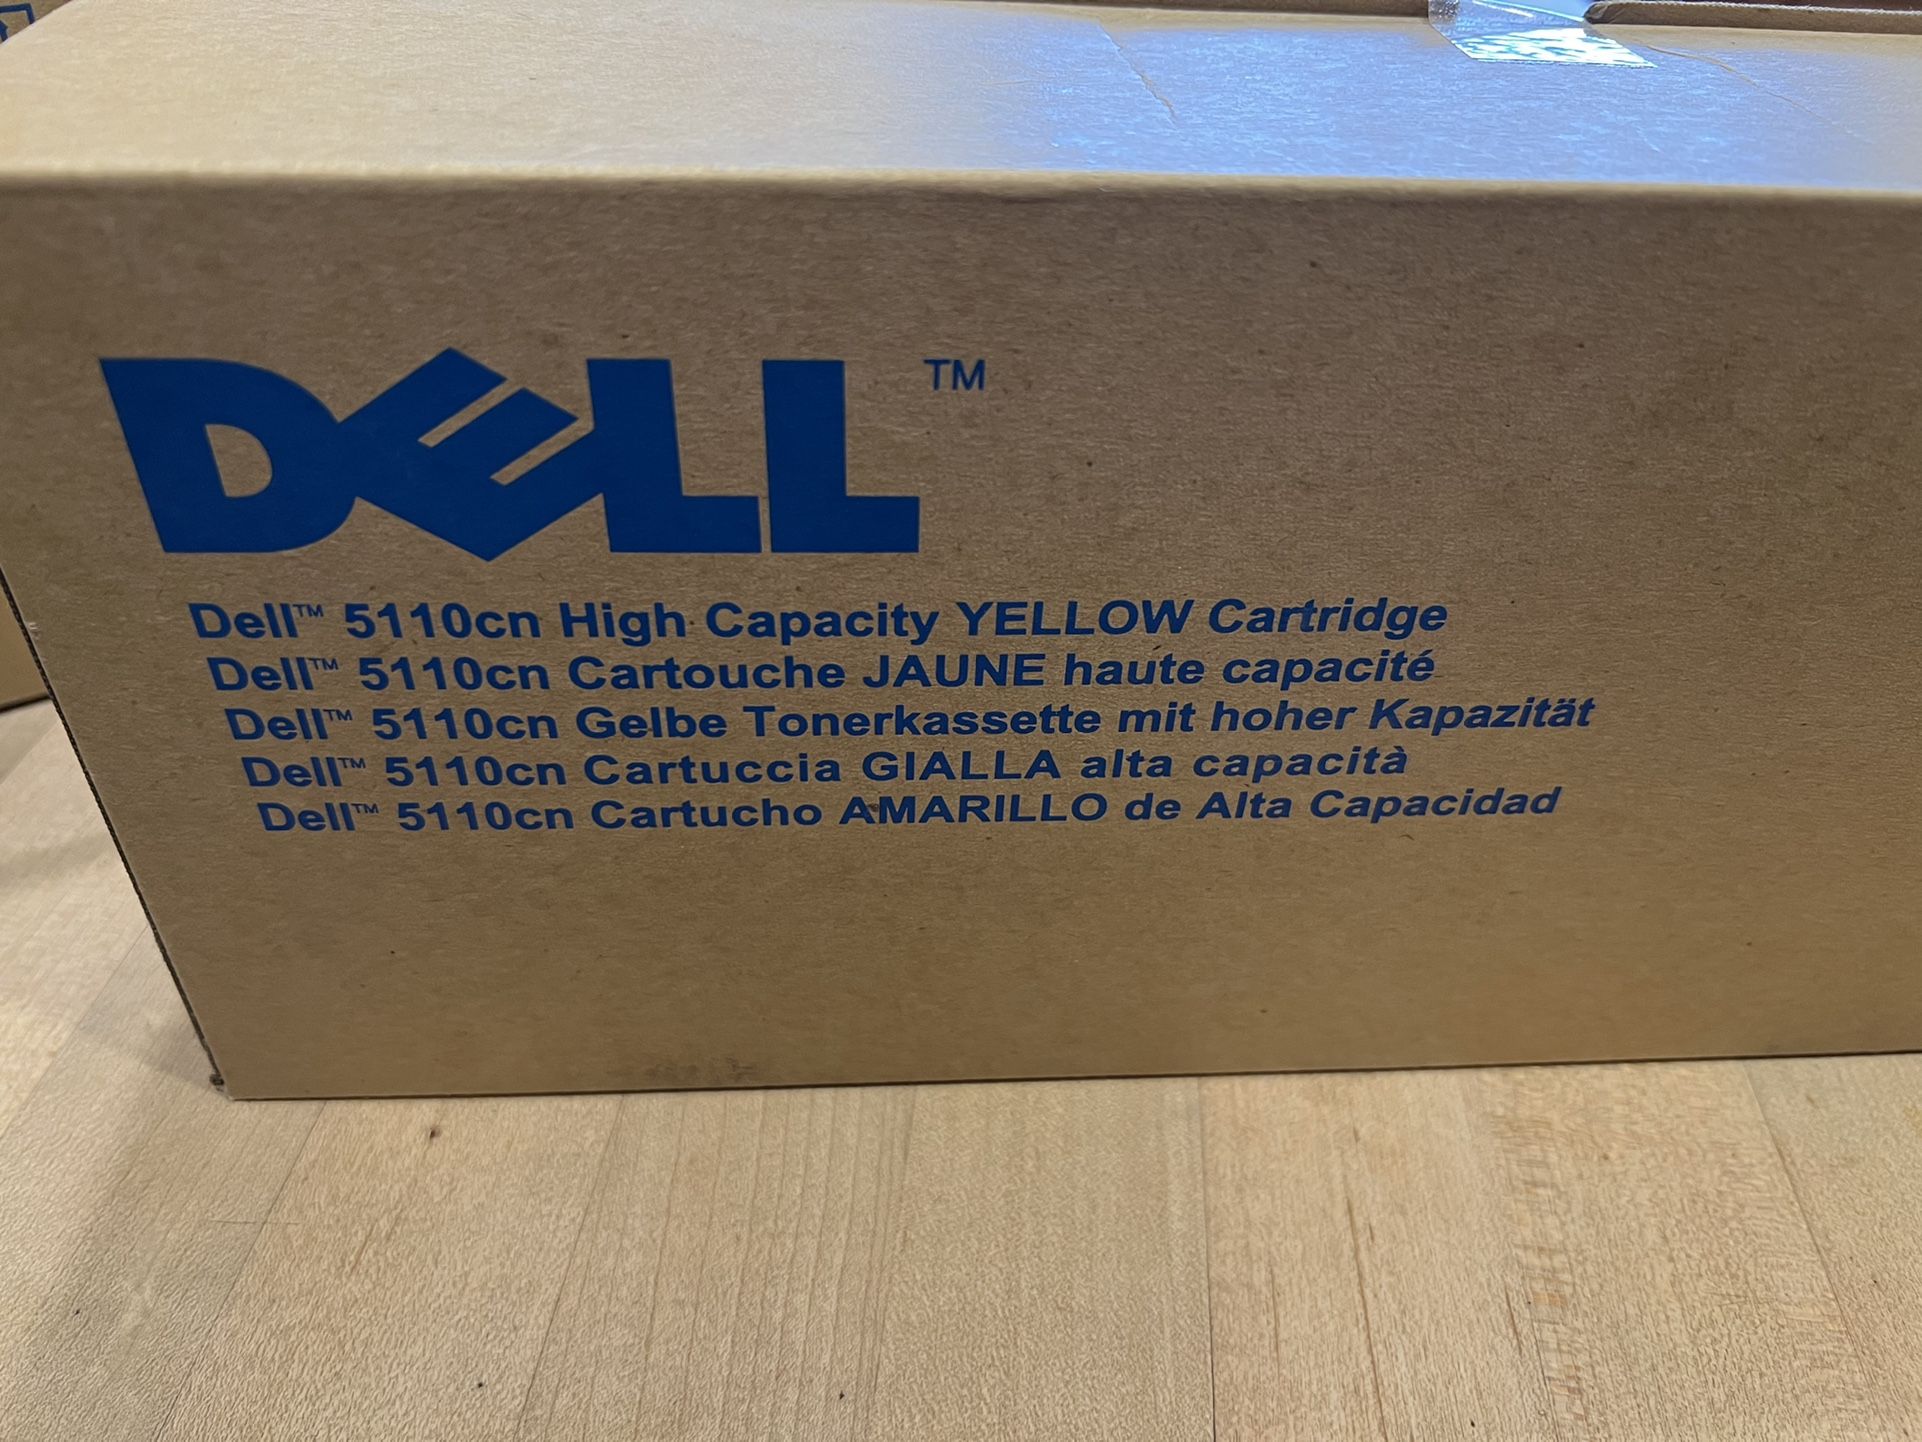 DELL™
Dell™ 5110cn High Capacity YELLOW Cartridge
Dell™ 5110cn Cartouche JAUNE haute capacité
Dell™ 5110cn Gelbe Tonerkassette mit hoher Kapazität
Dell™ 5110cn Cartuccia GIALLA alta capacità
Dell™ 5110cn Cartucho AMARILLO de Alta Capacidad